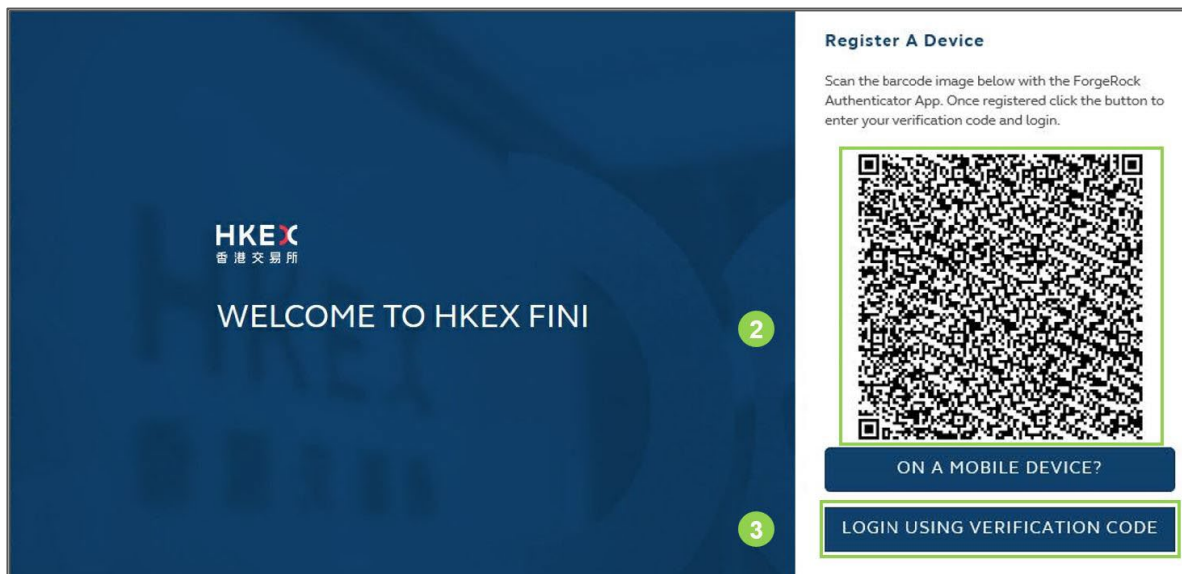 HKEX
香港交易所
WELCOME TO HKEX FINI
2
3
Register A Device
Scan the barcode image below with the ForgeRock
Authenticator App. Once registered click the button to
enter your verification code and login.
ON A MOBILE DEVICE?
LOGIN USING VERIFICATION CODE